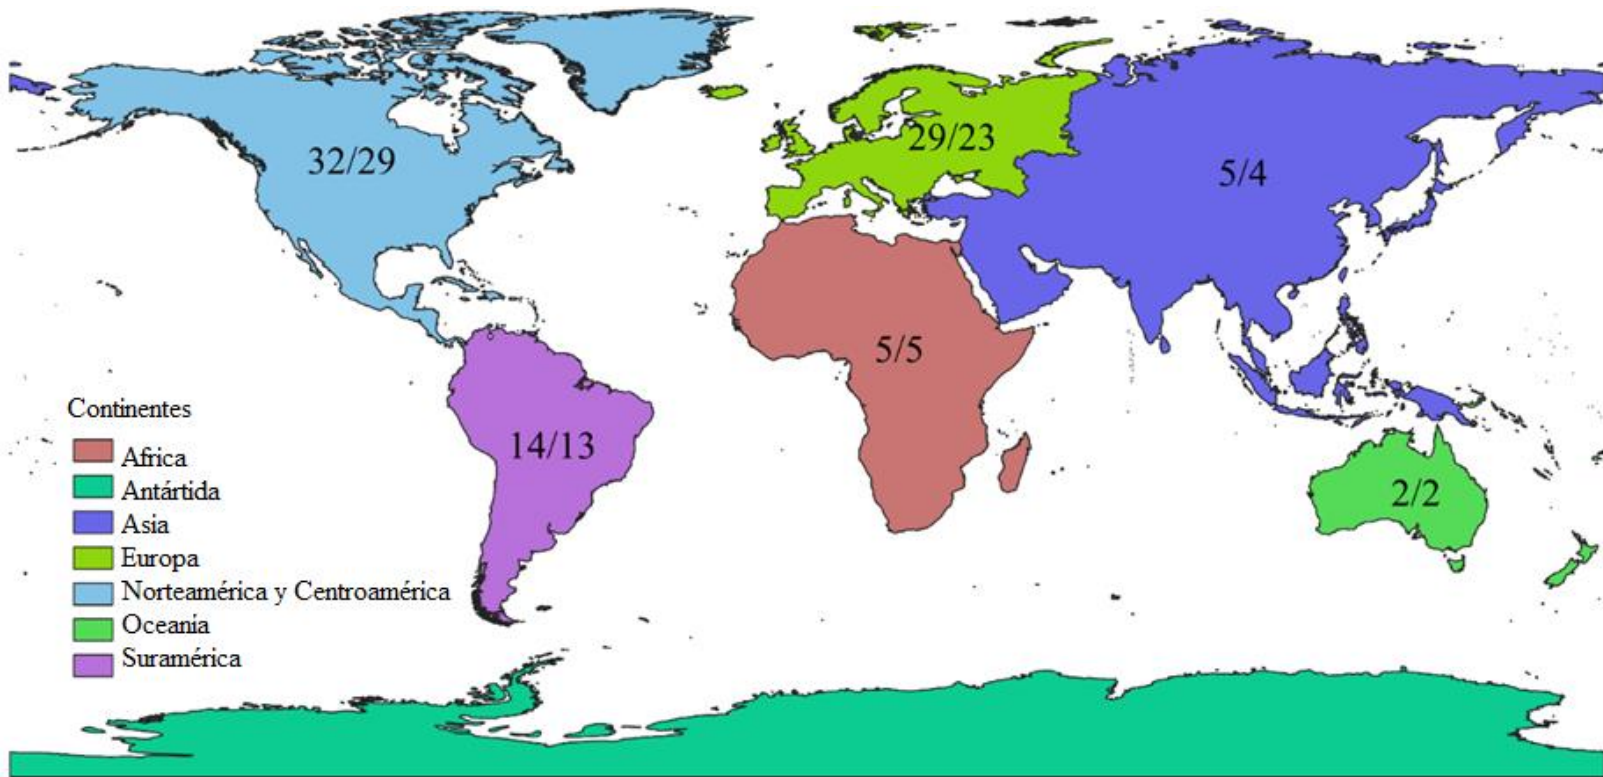 32/29
29/23
5/4
5/5
14/13
2/2
Continentes
Africa
Antártida
Asia
Europa
Norteamérica y Centroamérica
Oceania
Suramérica